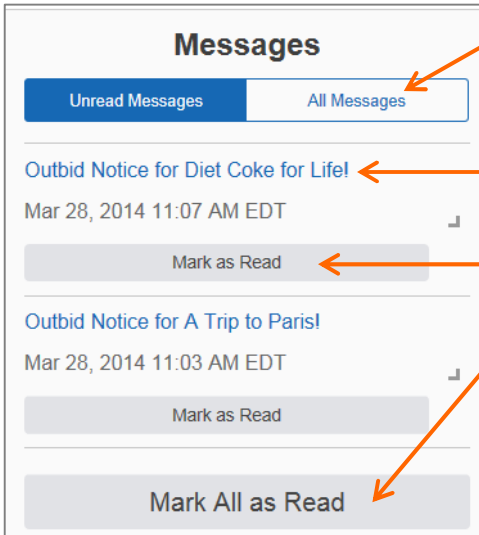 Messages
Unread Messages All Messages
Outbid Notice for Diet Coke for Life!
Mar 28, 2014 11:07 AM EDT
Mark as Read
Outbid Notice for A Trip to Paris!
Mar 28, 2014 11:03 AM EDT
Mark as Read
Mark All as Read